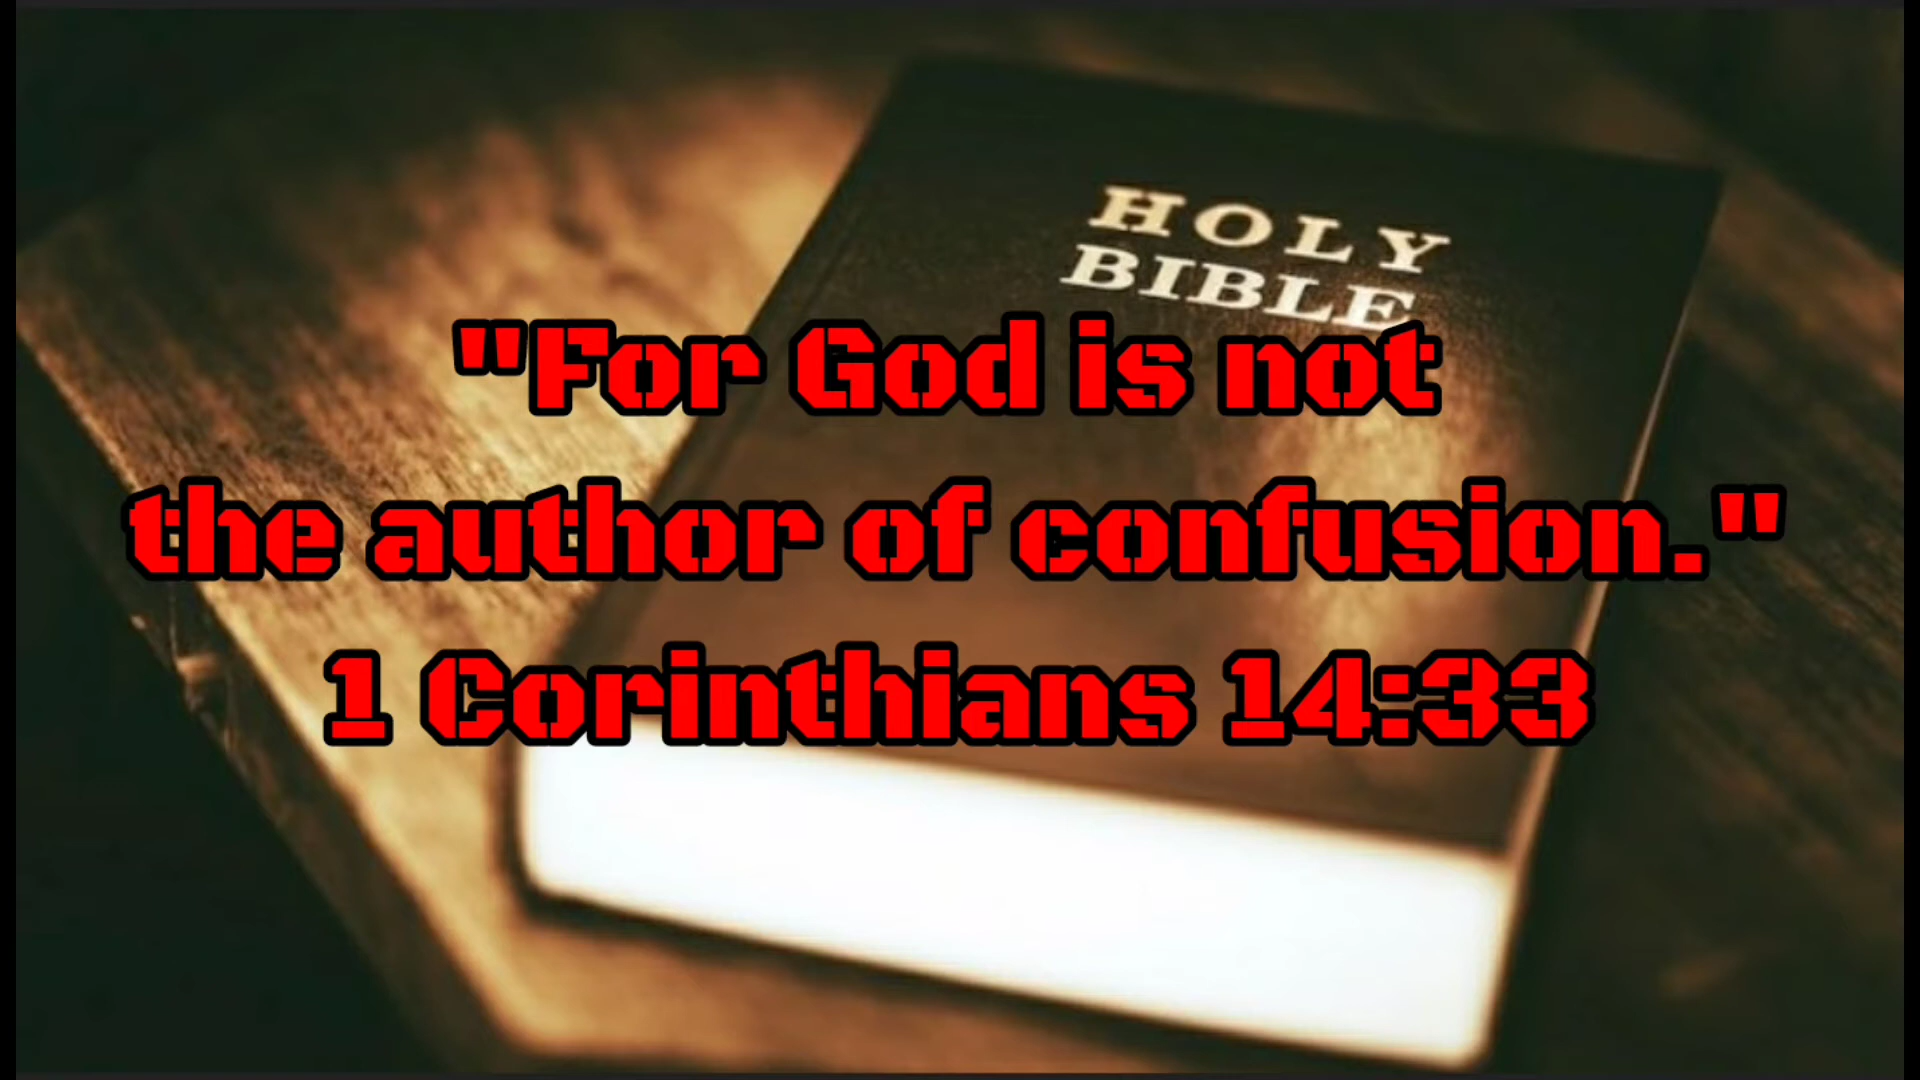 HOLY
BIBLE
"For God is not
the author of confusion."
1 Corinthians 14:33